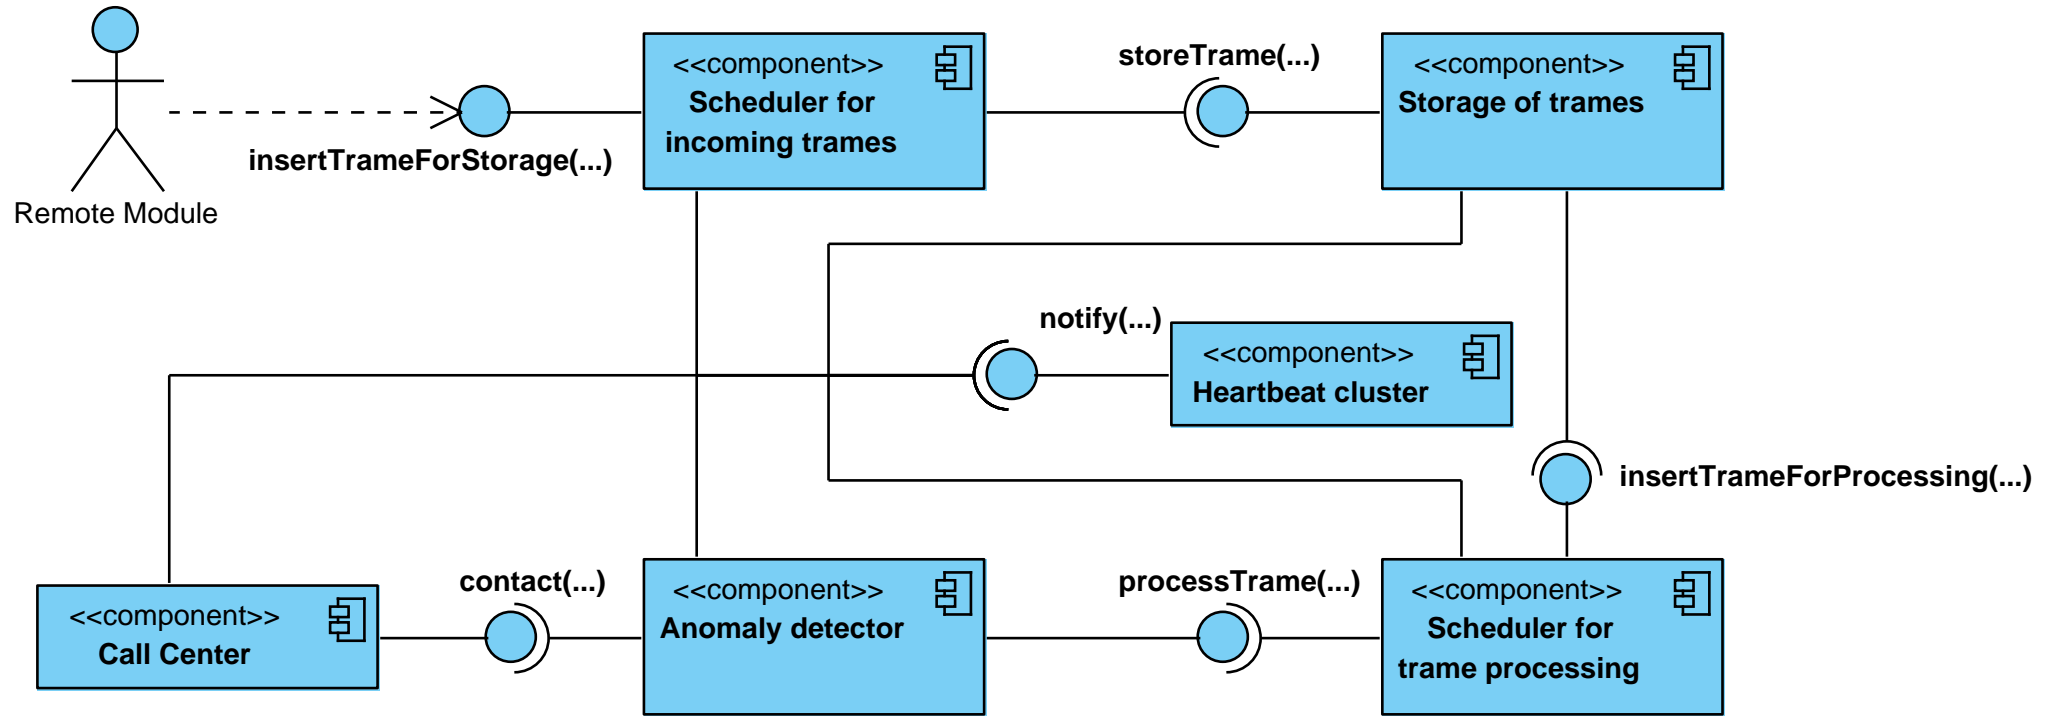 storeTrame(...)
<<component>>
Scheduler for
incoming trames
<<component>>
Storage of trames
insertTrameForStorage(...)
Remote Module
notify(...)
<<component>>
Heartbeat cluster
insertTrameForProcessing(...)
contact(...)
processTrame(...)
<<component>>
Call Center
<<component>>
Anomaly detector
<<component>>
Scheduler for
trame processing